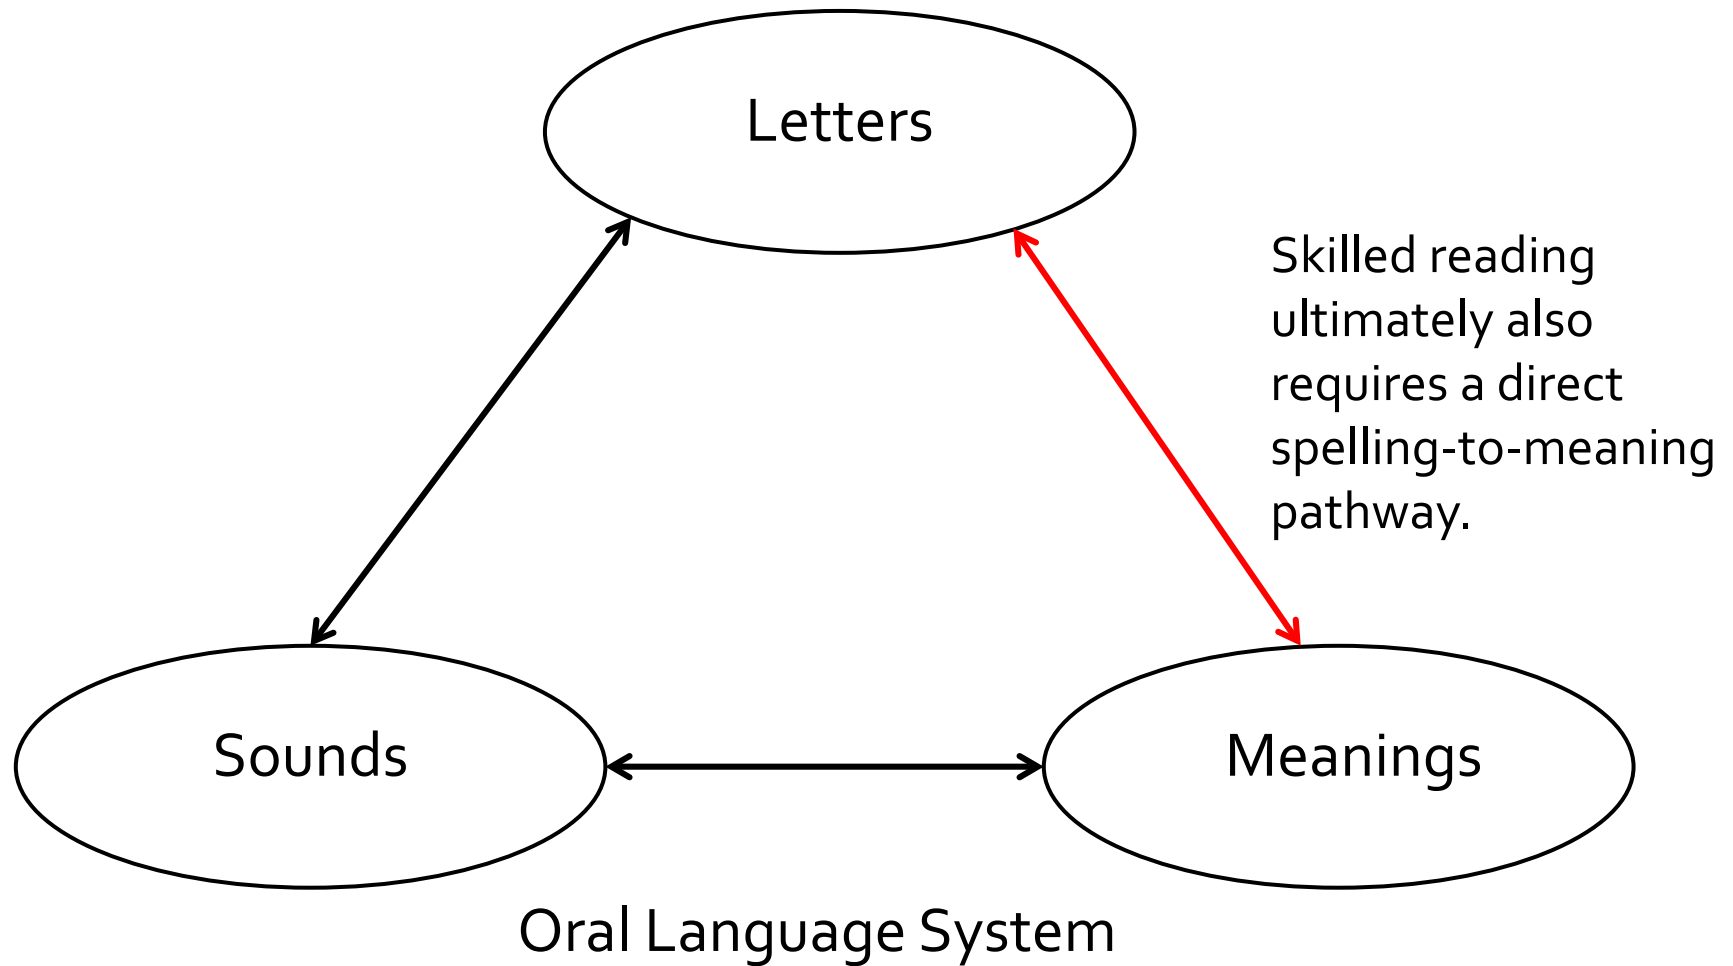 Letters
Skilled reading
ultimately also
requires a direct
spelling-to-meaning
pathway.
Sounds
Meanings
Oral Language System